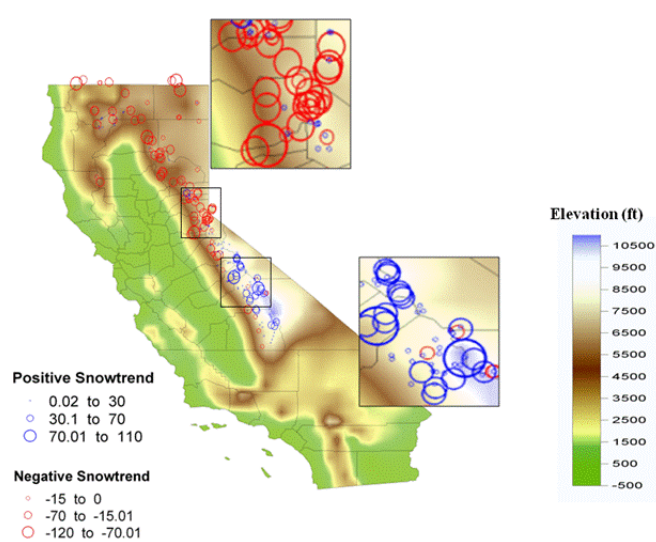 Elevation (ft)
10500
9500
8500
7500
6500
5500
4500
3500
2500
1500
500
-500
Positive Snowtrend
0.02 to 30
30.1 to 70
70.01 to 110
Negative Snowtrend
-15 to 0
-70 to -15.01
-120 to -70.01